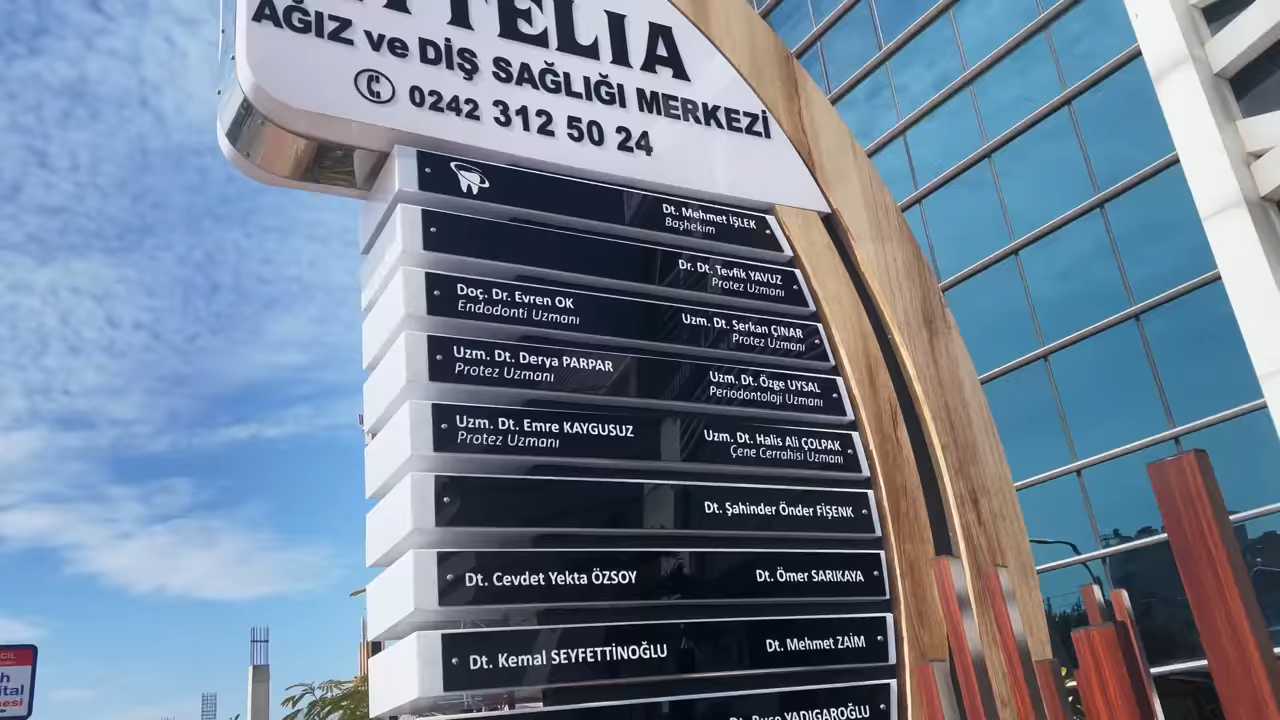 AĞIZ ve DİŞ SAĞLIĞI MERKEZİ
0242 312 50 24
Dt. Mehmet İŞLEK
Başhekim
Dr. Dt. Tevfik YAVUZ
Protez Uzmanı
Doç. Dr. Evren OK
Endodonti Uzmanı
Uzm. Dt. Serkan ÇINAR
Protez Uzmanı
Uzm. Dt. Derya PARPAR
Protez Uzmanı
Uzm. Dt. Özge UYSAL
Periodontoloji Uzmanı
Uzm. Dt. Emre KAYGUSUZ
Protez Uzmanı
Uzm. Dt. Halis Ali ÇOLPAK
Çene Cerrahisi Uzmanı
Dt. Şahinder Önder FİŞENK
Dt. Cevdet Yekta ÖZSOY
Dt. Ömer SARIKAYA
Dt. Kemal SEYFETTİNOĞLU
Dt. Mehmet ZAİM
YADIGAROĞLU